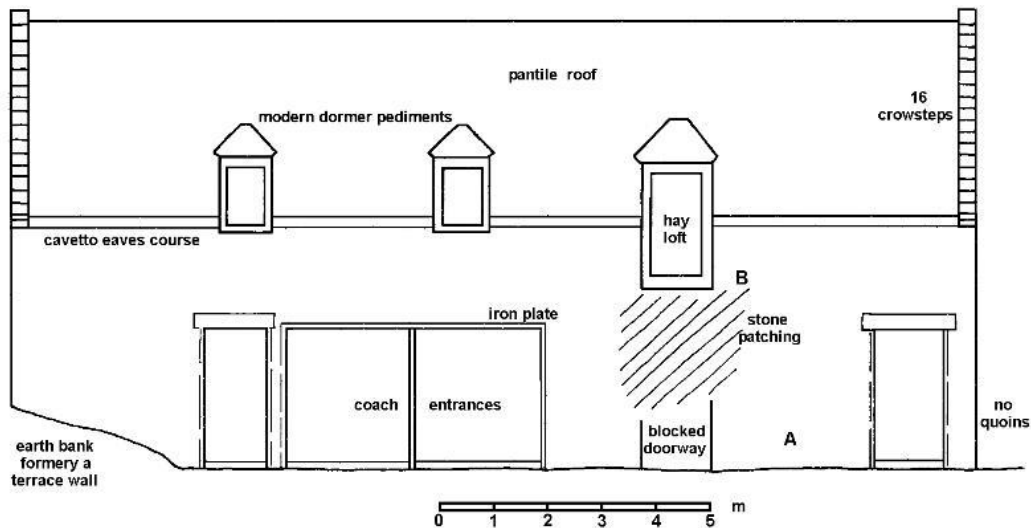 pantile roof
16
crowsteps
modern dormer pediments
hay
loft
cavetto eaves course
B
iron plate
stone
patching
coach entrances
blocked
doorway
A
no
quoins
earth bank
formery a
terrace wall
m
0 1 2 3 4 5